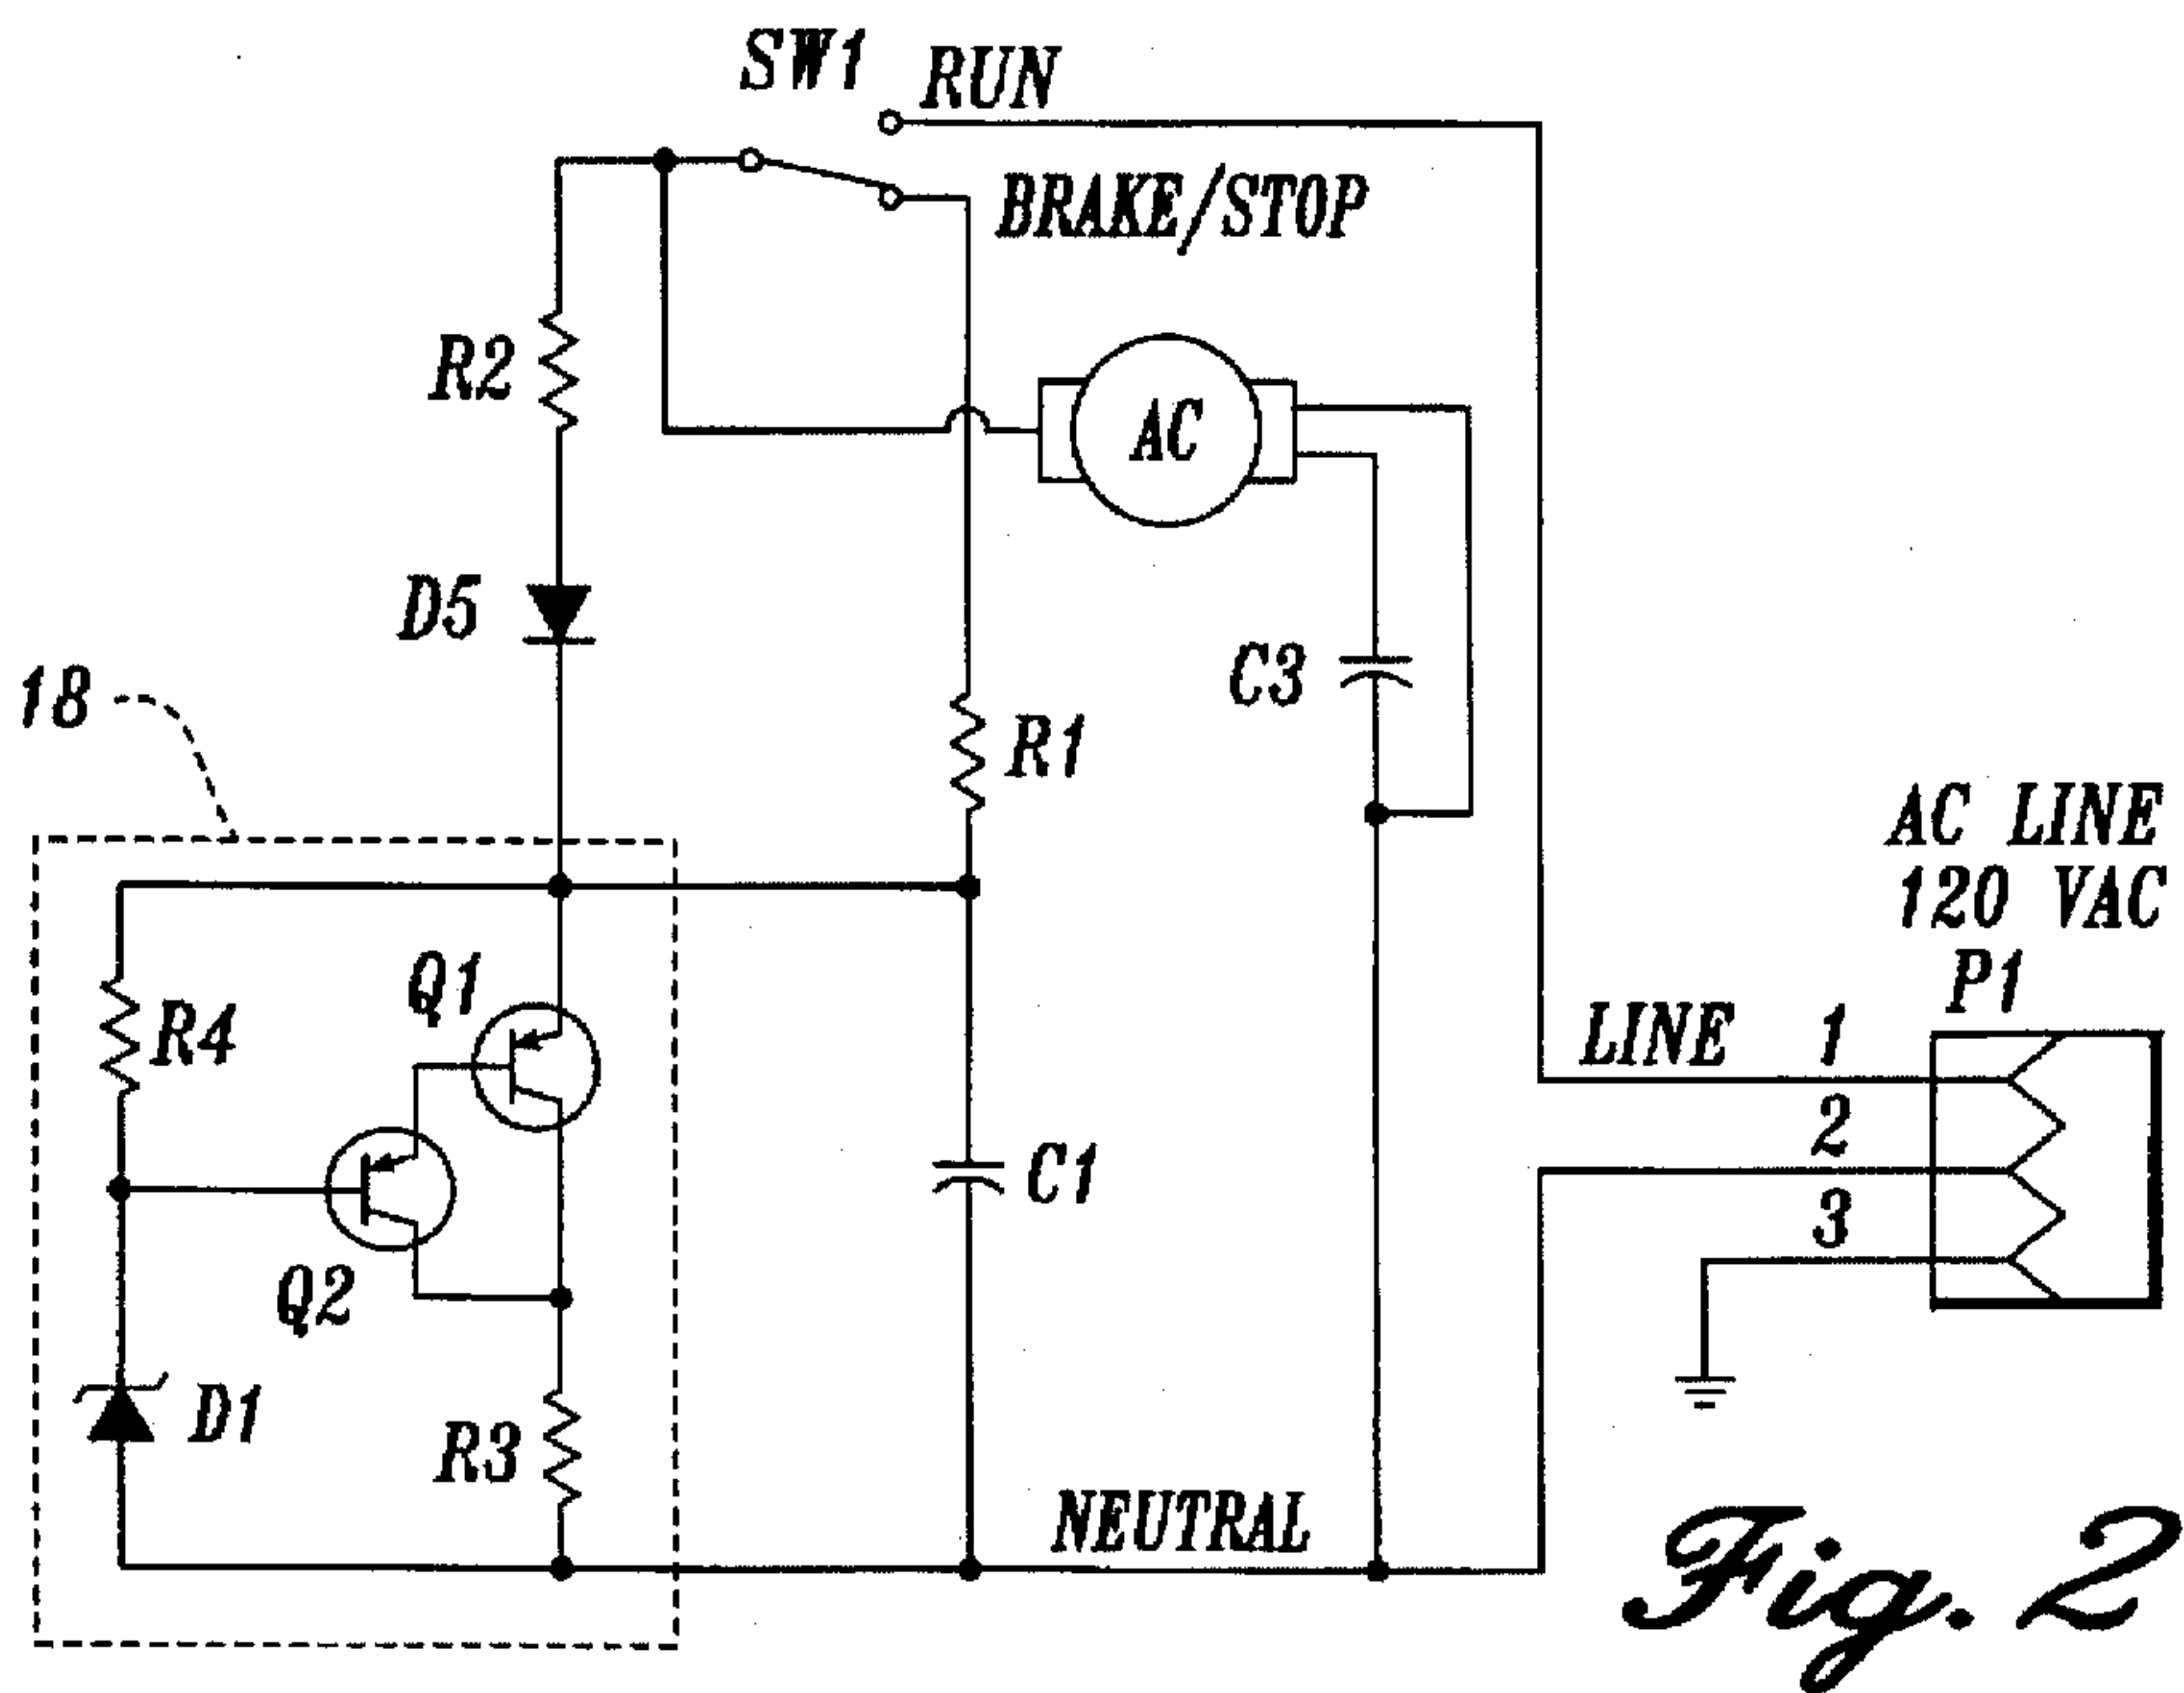 SW1
RUN
BRAKE/STOP
R2
AC
D5
18
C3
R1
AC LINE
120 VAC
P1
Q1
R4
LINE
1
2
3
C1
Q2
D1
R3
NEUTRAL
Fig. 2